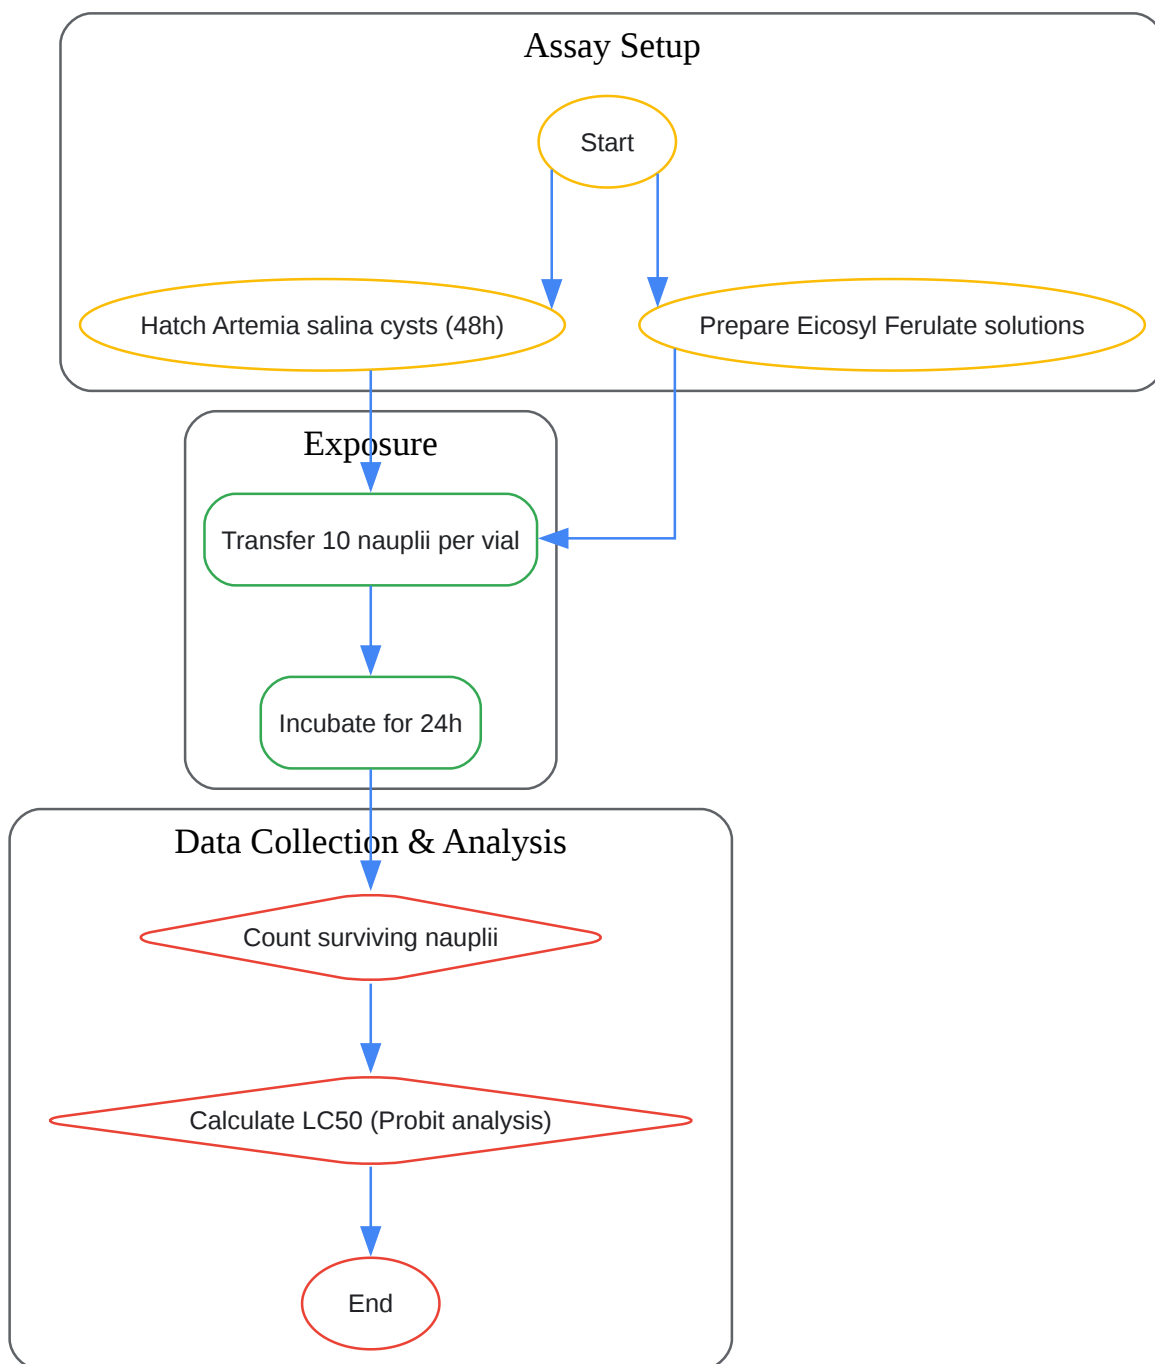 Assay Setup
Start
Hatch Artemia salina cysts (48h)
Prepare Eicosyl Ferulate solutions
Exposure
Transfer 10 nauplii per vial
Incubate for 24h
Data Collection & Analysis
Count surviving nauplii
Calculate LC50 (Probit analysis)
End